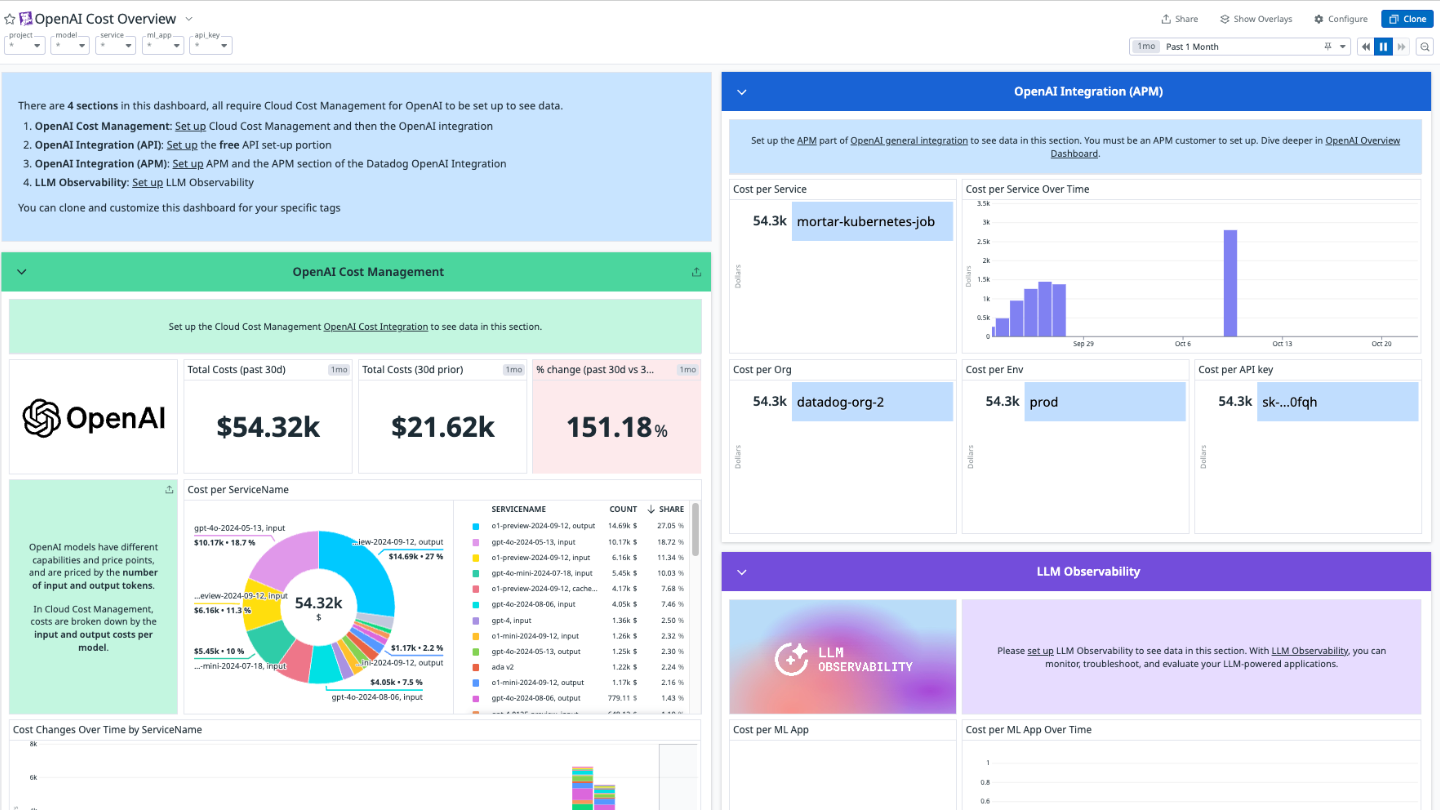 OpenAI Cost Overview
Share
Show Overlays
Configure
Clone
project
*
model
*
service
*
ml_app
*
api_key
*
1mo Past 1 Month
There are 4 sections in this dashboard, all require Cloud Cost Management for OpenAI to be set up to see data.
1. OpenAI Cost Management: Set up Cloud Cost Management and then the OpenAI integration
2. OpenAI Integration (API): Set up the free API set-up portion
3. OpenAI Integration (APM): Set up APM and the APM section of the Datadog OpenAI Integration
4. LLM Observability: Set up LLM Observability
You can clone and customize this dashboard for your specific tags
OpenAI Cost Management
Set up the Cloud Cost Management OpenAI Cost Integration to see data in this section.
OpenAI
Total Costs (past 30d) 1mo
$54.32k
Total Costs (30d prior) 1mo
$21.62k
% change (past 30d vs 3... 1mo
151.18%
OpenAI models have different
capabilities and price points,
and are priced by the number
of input and output tokens.
In Cloud Cost Management,
costs are broken down by the
input and output costs per
model.
Cost per ServiceName
gpt-4o-2024-05-13, input
$10.17k • 18.7 %
...iew-2024-09-12, output
$14.69k • 27 %
...eview-2024-09-12, input
$6.16k • 11.3 %
54.32k
$
$5.45k • 10 %
...-mini-2024-07-18, input
$1.17k • 2.2 %
...ini-2024-09-12, output
$4.05k • 7.5 %
gpt-4o-2024-08-06, input
SERVICENAME COUNT SHARE
o1-preview-2024-09-12, output 14.69k $ 27.05 %
gpt-4o-2024-05-13, input 10.17k $ 18.72 %
o1-preview-2024-09-12, input 6.16k $ 11.34 %
gpt-4o-mini-2024-07-18, input 5.45k $ 10.03 %
o1-preview-2024-09-12, cache... 4.17k $ 7.68 %
gpt-4o-2024-08-06, input 4.05k $ 7.46 %
gpt-4, input 1.36k $ 2.50 %
o1-mini-2024-09-12, input 1.26k $ 2.32 %
gpt-4o-2024-05-13, output 1.25k $ 2.30 %
ada v2 1.22k $ 2.24 %
o1-mini-2024-09-12, output 1.17k $ 2.16 %
gpt-4o-2024-08-06, output 779.11 $ 1.43 %
Cost Changes Over Time by ServiceName
8k
6k
4k
OpenAI Integration (APM)
Set up the APM part of OpenAI general integration to see data in this section. You must be an APM customer to set up. Dive deeper in OpenAI Overview
Dashboard.
Cost per Service
Dollars
54.3k mortar-kubernetes-job
Cost per Service Over Time
Dollars
3.5k
3k
2.5k
2k
1.5k
1k
0.5k
0
Sep 29 Oct 6 Oct 13 Oct 20
Cost per Org
Dollars
54.3k datadog-org-2
Cost per Env
Dollars
54.3k prod
Cost per API key
Dollars
54.3k sk-...0fqh
LLM Observability
LLM
OBSERVABILITY
Please set up LLM Observability to see data in this section. With LLM Observability, you can
monitor, troubleshoot, and evaluate your LLM-powered applications.
Cost per ML App
Cost per ML App Over Time
1
0.8
0.6